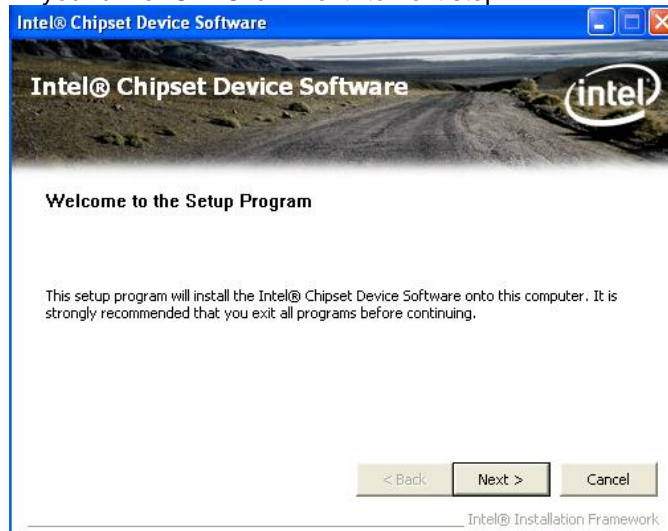 Intel® Chipset Device Software
Intel® Chipset Device Software
intel
Welcome to the Setup Program
This setup program will install the Intel® Chipset Device Software onto this computer. It is
strongly recommended that you exit all programs before continuing.
< Back
Next >
Cancel
Intel® Installation Framework